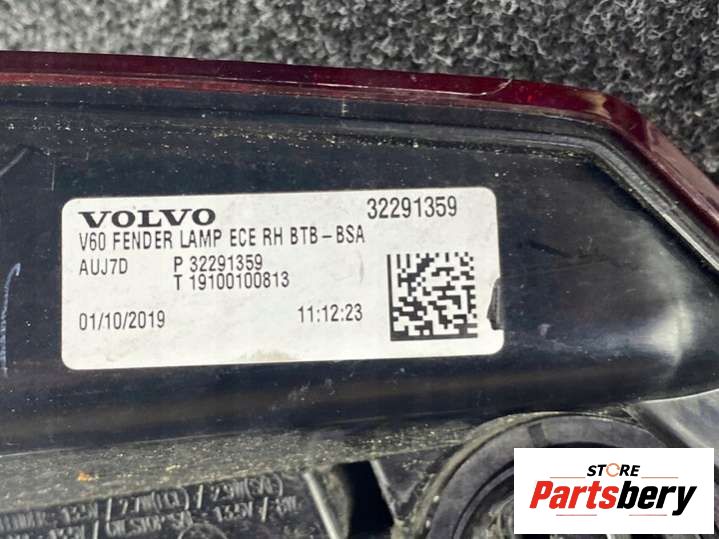 VOLVO 32291359
V60 FENDER LAMP ECE RH BTB-BSA
AUJ7D P 32291359
T 19100100813
01/10/2019 11:12:23
STORE
Partsbery